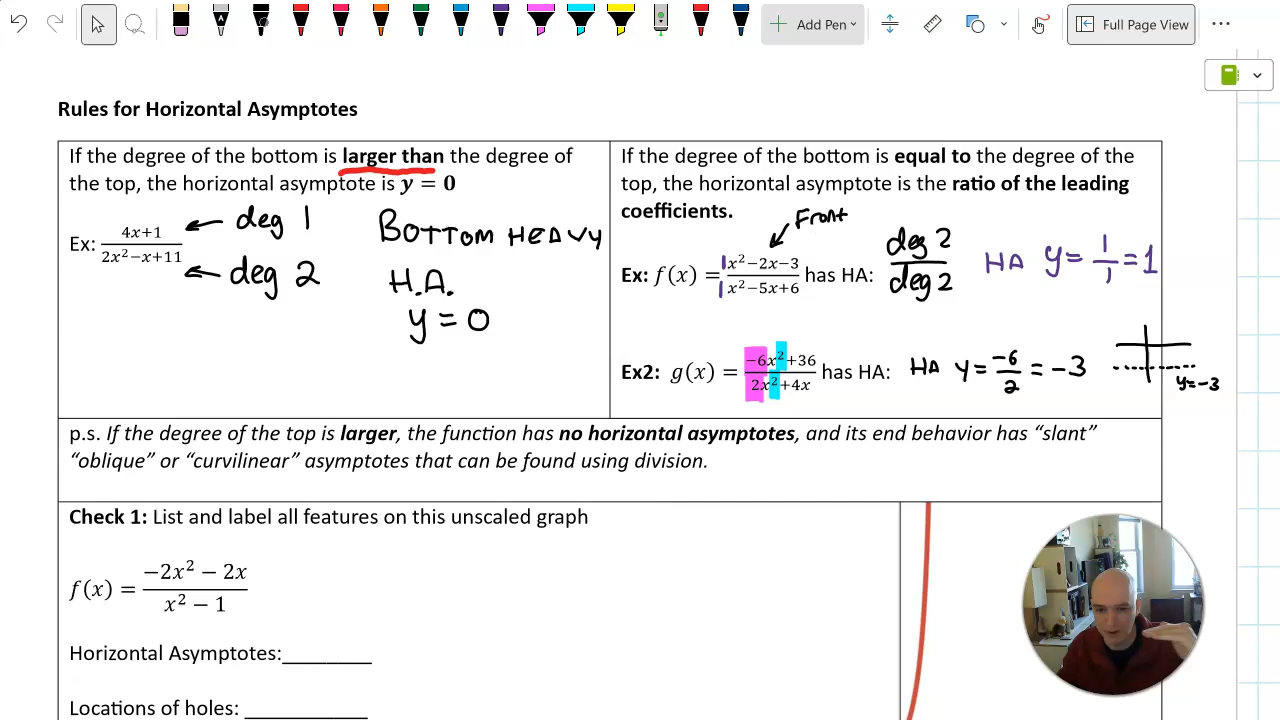 Add Pen
Full Page View
Rules for Horizontal Asymptotes
If the degree of the bottom is larger than the degree of
the top, the horizontal asymptote is y = 0
Ex: 4x+1 / 2x²−x+11
deg 1
deg 2
BOTTOM HEAVY
H.A.
y = 0
If the degree of the bottom is equal to the degree of the
top, the horizontal asymptote is the ratio of the leading
coefficients.
Front
Ex: f(x) = 1x²−2x−3 / 1x²−5x+6 has HA: deg 2 / deg 2 HA y = 1/1 = 1
Ex2: g(x) = −6x²+36 / 2x²+4x has HA: HA y = −6/2 = −3
y=−3
p.s. If the degree of the top is larger, the function has no horizontal asymptotes, and its end behavior has “slant”
“oblique” or “curvilinear” asymptotes that can be found using division.
Check 1: List and label all features on this unscaled graph
f(x) = −2x² − 2x / x² − 1
Horizontal Asymptotes:________
Locations of holes: __________